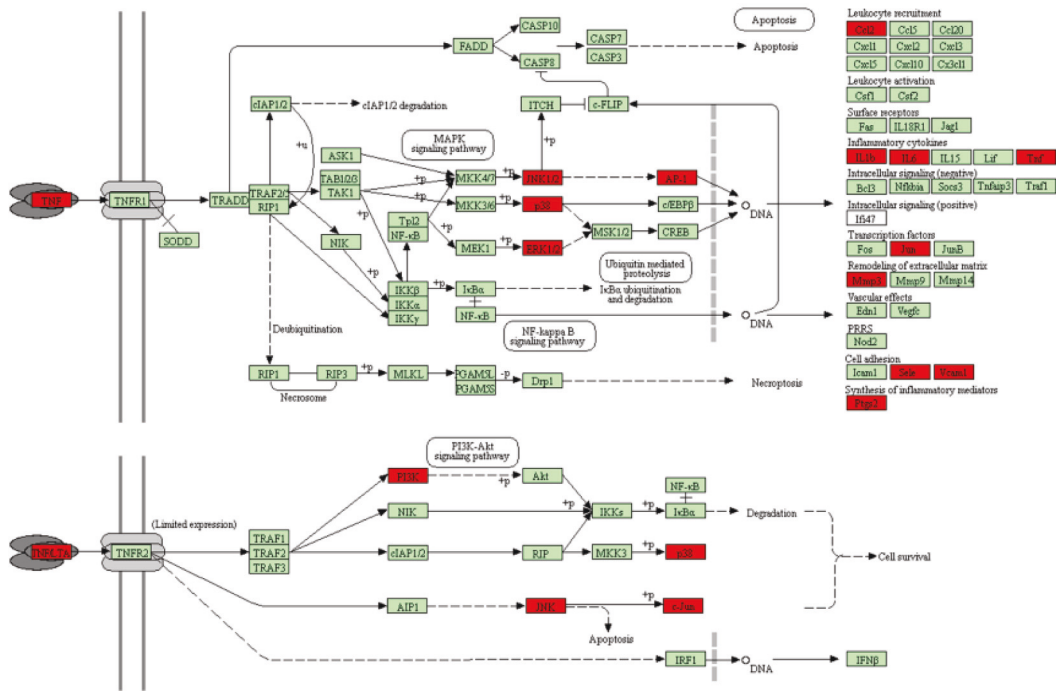 CASP10
Apoptosis
Leukocyte recruitment
Ccl2 Ccl5 Ccl20
FADD
CASP7
Apoptosis
CASP3
CASP8
Cxcl1 Cxcl2 Cxcl3
Cxcl5 Cxcl10 Cx3cl1
Leukocyte activation
Csf1 Csf2
cIAP1/2
cIAP1/2 degradation
ITCH
c-FLIP
Surface receptors
Fas IL18R1 Jag1
+u
MAPK
signaling pathway
+p
ASK1
Inflammatory cytokines
IL1b IL6 IL15 Lif Tnf
TNF
TNFR1
SODD
TRADD
TRAF2/5
RIP1
TAB1/2/3
TAK1
+p
+p
MKK4/7
+p
JNK1/2
AP-1
Intracellular signaling (negative)
Bcl3 Nfkbia Socs3 Tnfaip3 Traf1
MKK3/6
+p
p38
c/EBPβ
DNA
Intracellular signaling (positive)
Ifi47
NIK
Tpl2
NF-κB
MEK1
+p
ERK1/2
MSK1/2
CREB
Transcription factors
Fos Jun JunB
+p
+p
Ubiquitin mediated
proteolysis
Remodeling of extracellular matrix
Mmp3 Mmp9 Mmp14
IKKβ
IKKα
IKKγ
+p
IκBα
IκBα ubiquitination
and degradation
NF-κB
DNA
Vascular effects
Edn1 Vegfc
Deubiquitination
NF-kappa B
signaling pathway
PRRS
Nod2
Cell adhesion
Icam1 Sele Vcam1
RIP1
RIP3
+p
MLKL
PGAM5L
PGAM5S
-p
Drp1
Necroptosis
Necrosome
Synthesis of inflammatory mediators
Ptgs2
PI3K-Akt
signaling pathway
PI3K
+p
Akt
NF-κB
(Limited expression)
NIK
+p
IKKs
+p
IκBα
Degradation
TNF/LTA
TNFR2
TRAF1
TRAF2
TRAF3
cIAP1/2
RIP
MKK3
+p
p38
Cell survival
AIP1
JNK
+p
c-Jun
Apoptosis
IRF1
DNA
IFNβ